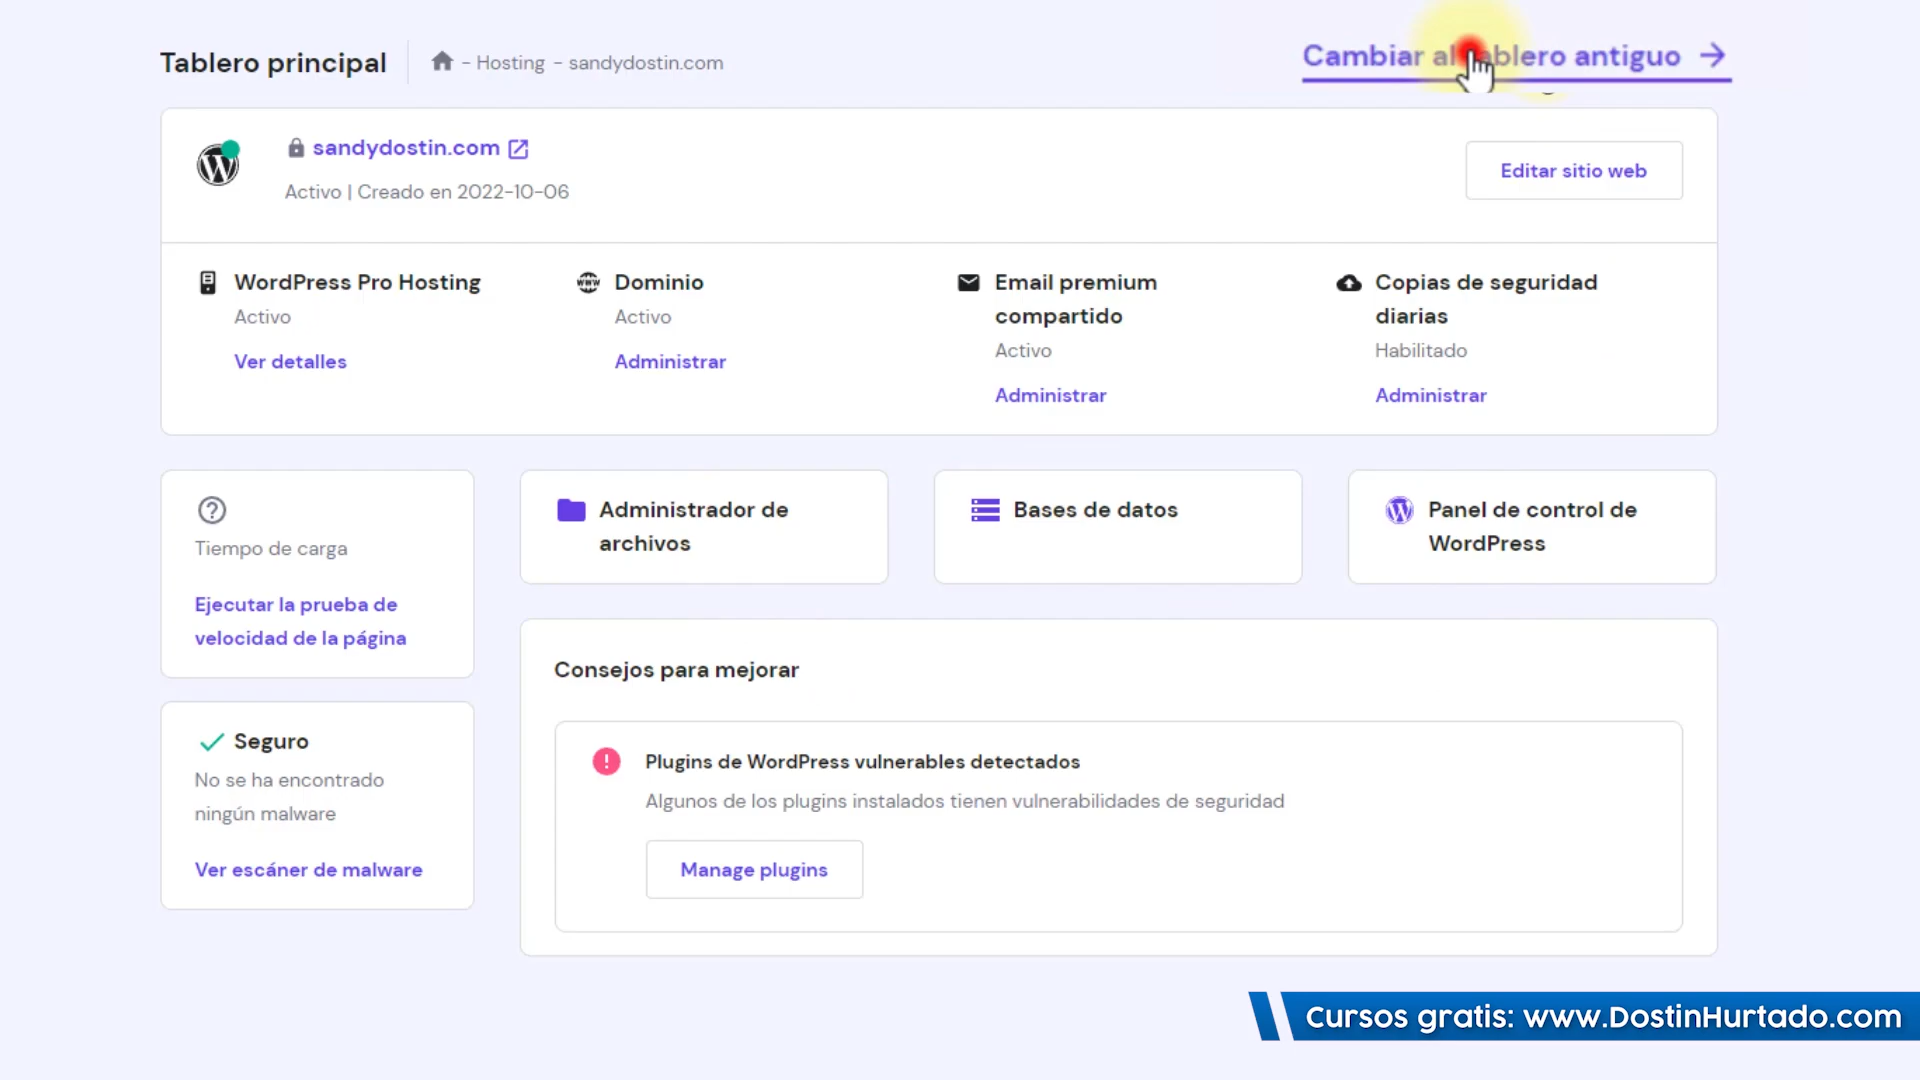 Tablero principal
- Hosting - sandydostin.com
Cambiar al tablero antiguo
sandydostin.com
Activo | Creado en 2022-10-06
Editar sitio web
WordPress Pro Hosting
Activo
Ver detalles
Dominio
Activo
Administrar
Email premium
compartido
Activo
Administrar
Copias de seguridad
diarias
Habilitado
Administrar
Tiempo de carga
Ejecutar la prueba de
velocidad de la página
Administrador de
archivos
Bases de datos
Panel de control de
WordPress
Seguro
No se ha encontrado
ningún malware
Ver escáner de malware
Consejos para mejorar
Plugins de WordPress vulnerables detectados
Algunos de los plugins instalados tienen vulnerabilidades de seguridad
Manage plugins
Cursos gratis: www.DostinHurtado.com